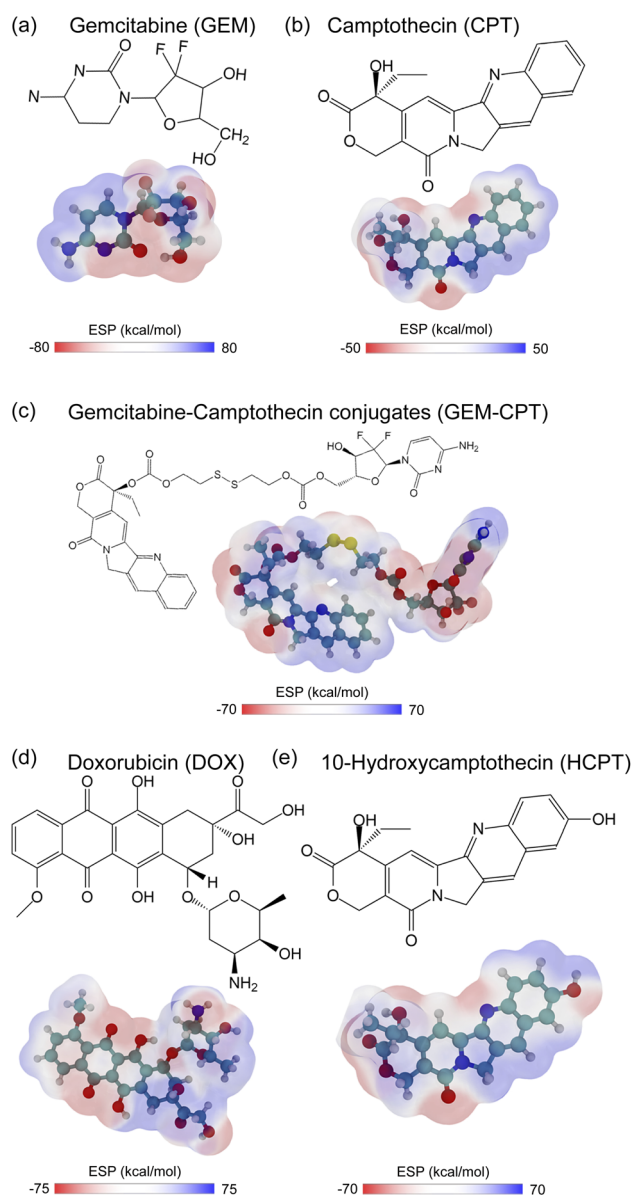 (a) Gemcitabine (GEM)
O
F F
N
OH
N
N
O
CH2
HO
ESP (kcal/mol)
-80 80
(b) Camptothecin (CPT)
OH
N
O
O
N
O
ESP (kcal/mol)
-50 50
(c) Gemcitabine-Camptothecin conjugates (GEM-CPT)
O
O
O
O
O
S
S
O
O
O
HO
F F
O
N
N
NH2
O
O
N
N
ESP (kcal/mol)
-70 70
(d) Doxorubicin (DOX)
O
OH
O
OH
OH
O
O
OH
H
O
O
OH
NH2
ESP (kcal/mol)
-75 75
(e) 10-Hydroxycamptothecin (HCPT)
OH
N
OH
O
O
N
O
ESP (kcal/mol)
-70 70